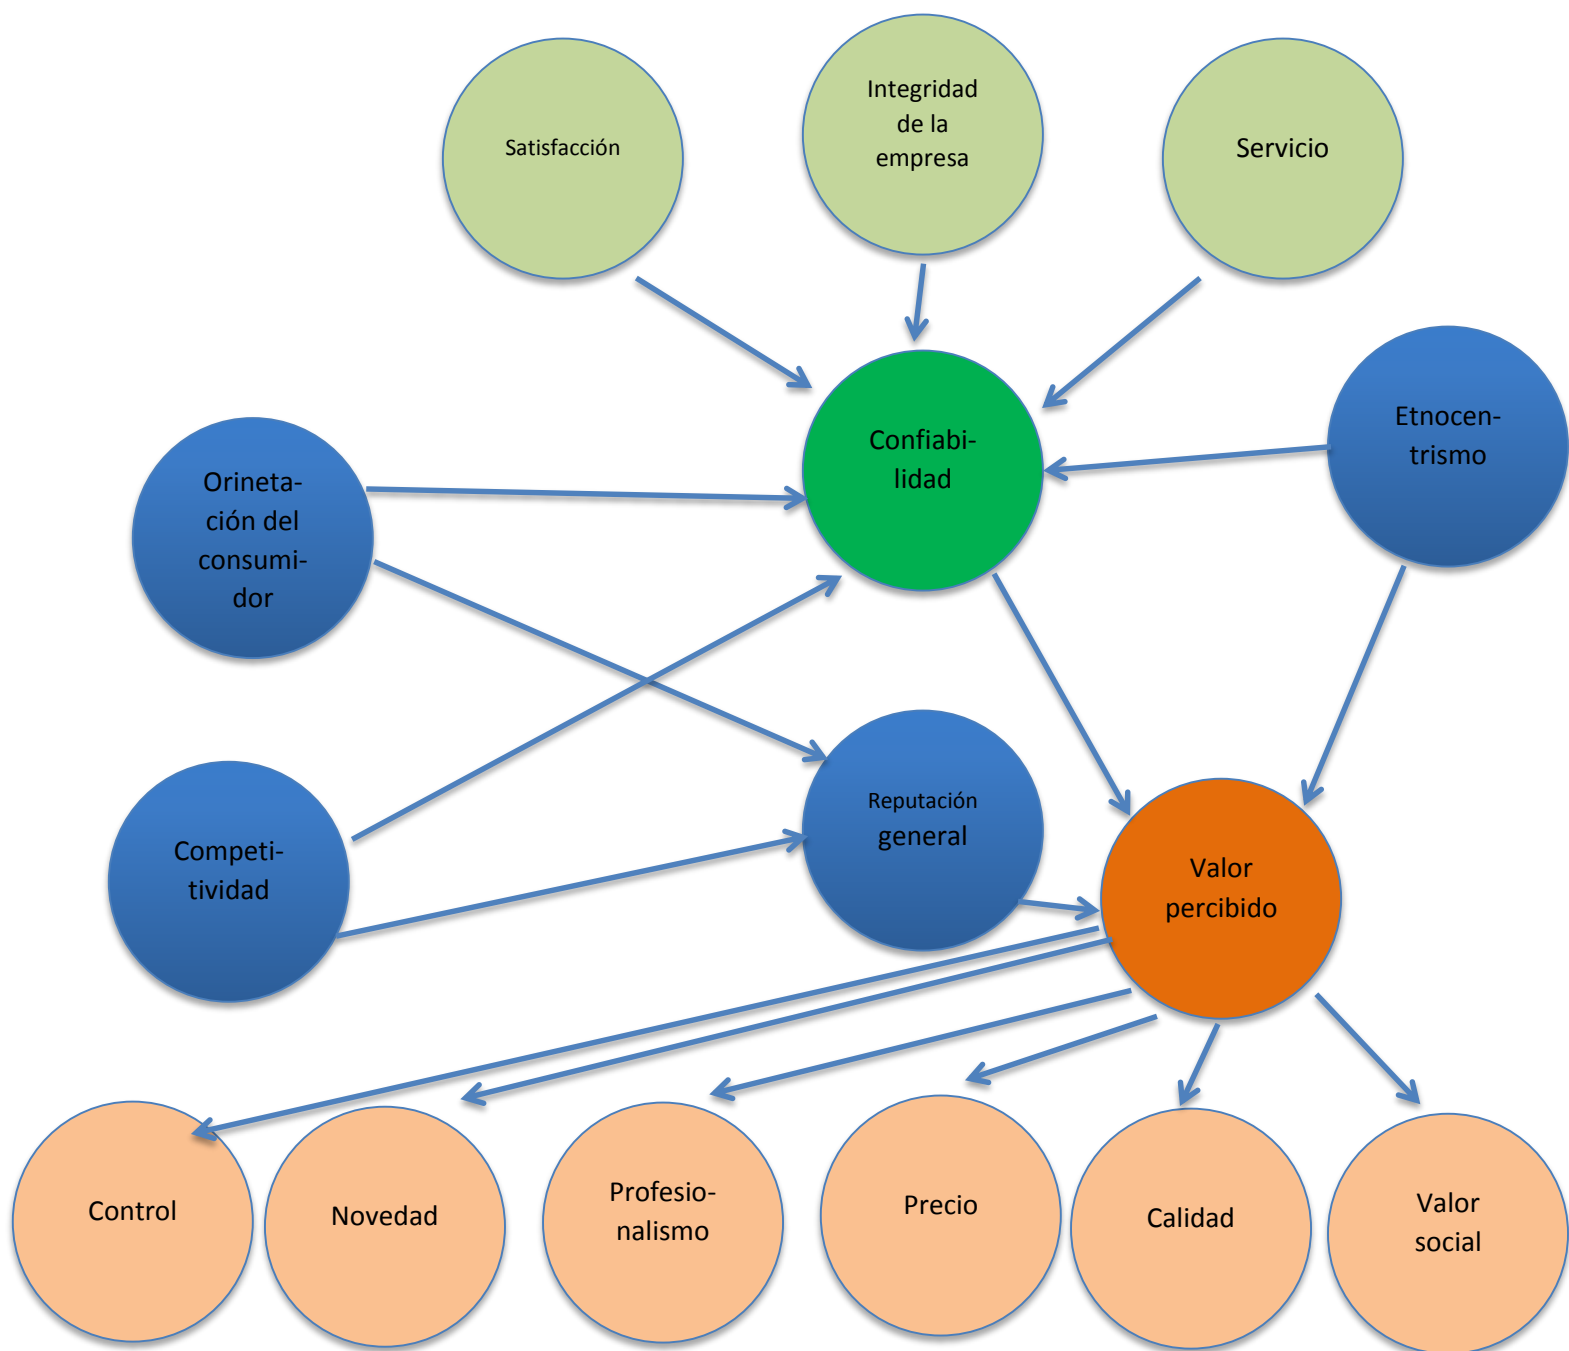 Satisfacción
Integridad
de la
empresa
Servicio
Confiabi-
lidad
Etnocen-
trismo
Orineta-
ción del
consumi-
dor
Reputación
general
Competi-
tividad
Valor
percibido
Control
Novedad
Profesio-
nalismo
Precio
Calidad
Valor
social